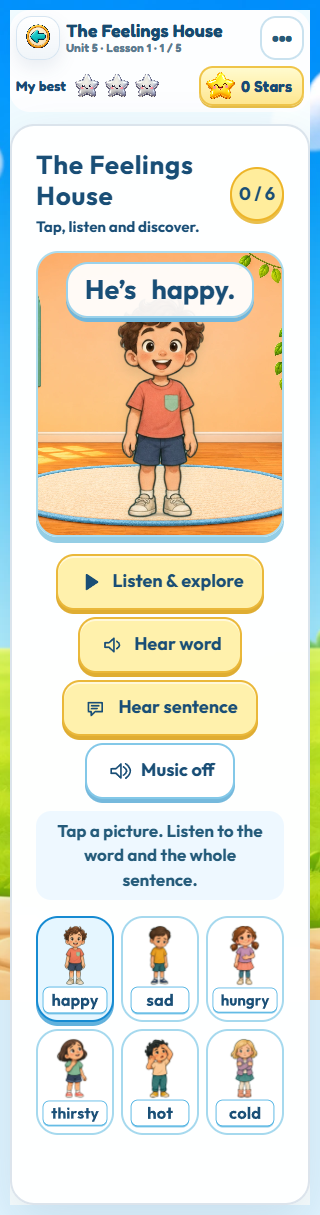 The Feelings House
Unit 5 · Lesson 1 · 1 / 5
My best
0 Stars
The Feelings
House
0 / 6
Tap, listen and discover.
He's happy.
Listen & explore
Hear word
Hear sentence
Music off
Tap a picture. Listen to the
word and the whole
sentence.
happy
sad
hungry
thirsty
hot
cold